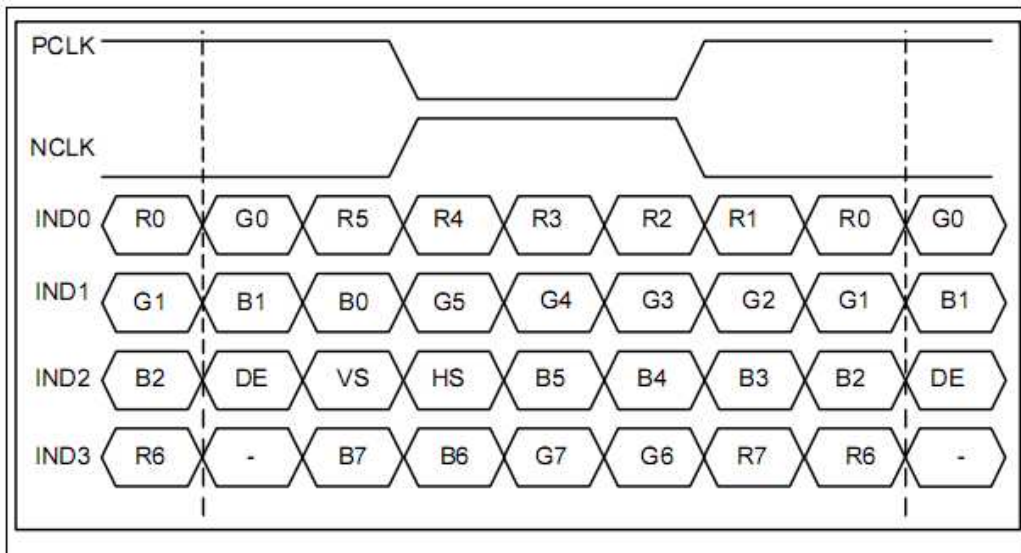 PCLK
NCLK
IND0 R0 G0 R5 R4 R3 R2 R1 R0 G0
IND1 G1 B1 B0 G5 G4 G3 G2 G1 B1
IND2 B2 DE VS HS B5 B4 B3 B2 DE
IND3 R6 - B7 B6 G7 G6 R7 R6 -